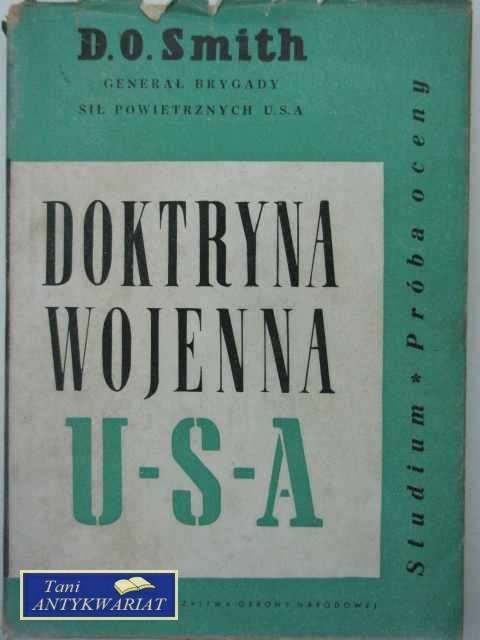 D.O.Smith
GENERAŁ BRYGADY
SIŁ POWIETRZNYCH U.S.A
DOKTRYNA
WOJENNA
U-S-A
Studium * Próba oceny
OBRONY NARODOWEJ
Tani
ANTYKWARIAT